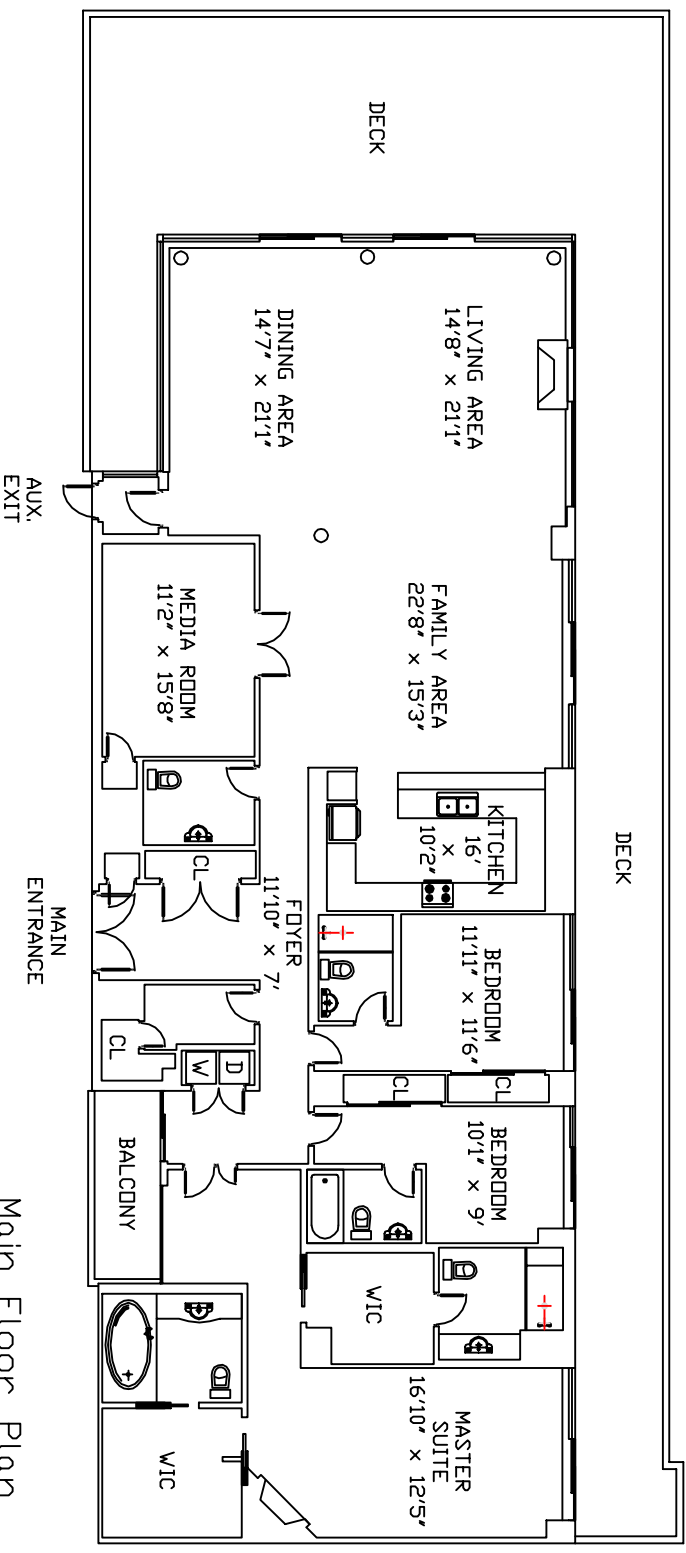 DECK
DECK
LIVING AREA
14'8" x 21'1"
DINING AREA
14'7" x 21'1"
AUX.
EXIT
FAMILY AREA
22'8" x 15'3"
MEDIA ROOM
11'2" x 15'8"
KITCHEN
16'
x
10'2"
CL
FOYER
11'10" x 7'
MAIN
ENTRANCE
BEDROOM
11'11" x 11'6"
CL
W
D
CL
CL
BEDROOM
10'1" x 9'
BALCONY
WIC
WIC
MASTER
SUITE
16'10" x 12'5"
Main Floor Plan